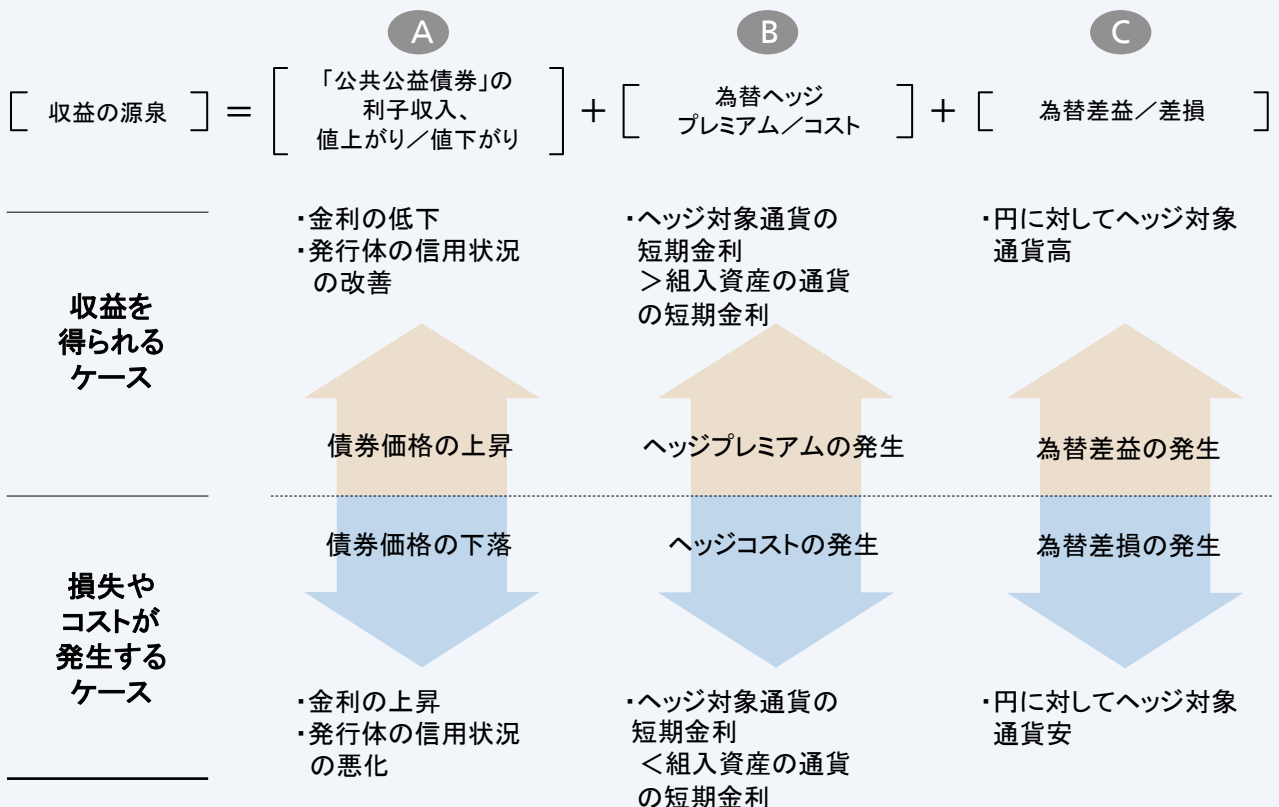 A
B
C
[ 収益の源泉 ] = [ 「公共公益債券」の
利子収入、
値上がり/値下がり ] + [ 為替ヘッジ
プレミアム/コスト ] + [ 為替差益/差損 ]
収益を
得られる
ケース
・金利の低下
・発行体の信用状況
の改善
・ヘッジ対象通貨の
短期金利
>組入資産の通貨
の短期金利
・円に対してヘッジ対象
通貨高
債券価格の上昇
ヘッジプレミアムの発生
為替差益の発生
債券価格の下落
ヘッジコストの発生
為替差損の発生
損失や
コストが
発生する
ケース
・金利の上昇
・発行体の信用状況
の悪化
・ヘッジ対象通貨の
短期金利
<組入資産の通貨
の短期金利
・円に対してヘッジ対象
通貨安